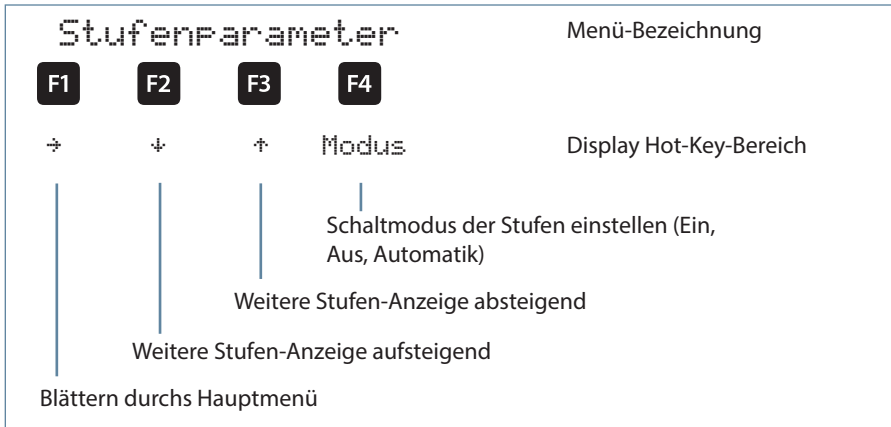 Stufenparameter Menü-Bezeichnung
F1 F2 F3 F4
→ ↓ ↑ Modus Display Hot-Key-Bereich
Schaltmodus der Stufen einstellen (Ein,
Aus, Automatik)
Weitere Stufen-Anzeige absteigend
Weitere Stufen-Anzeige aufsteigend
Blättern durchs Hauptmenü